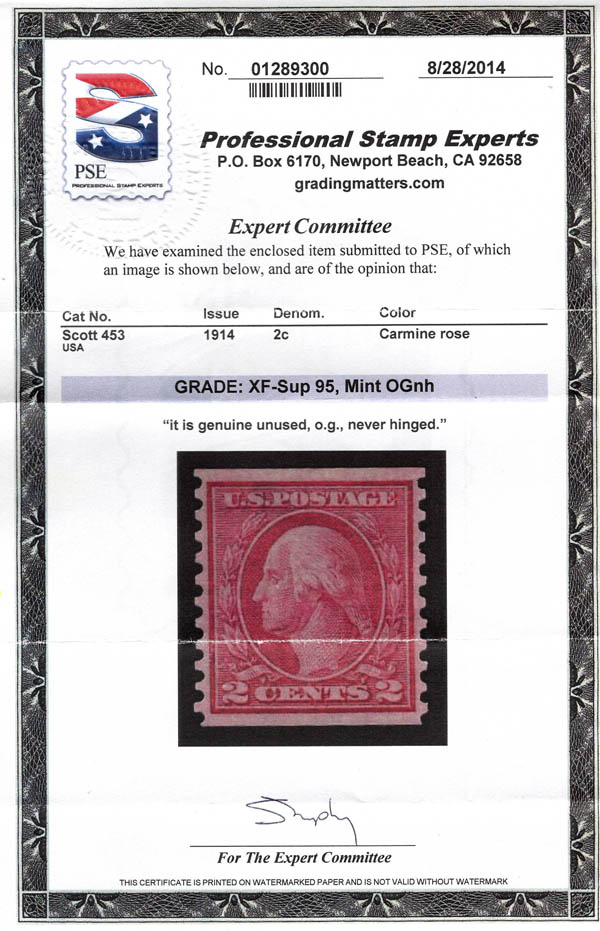 No. 01289300 8/28/2014
PSE
PROFESSIONAL STAMP EXPERTS
Professional Stamp Experts
P.O. Box 6170, Newport Beach, CA 92658
gradingmatters.com
Expert Committee
We have examined the enclosed item submitted to PSE, of which
an image is shown below, and are of the opinion that:
Cat No. Issue Denom. Color
Scott 453 1914 2c Carmine rose
USA
GRADE: XF-Sup 95, Mint OGnh
“it is genuine unused, o.g., never hinged.”
U.S. POSTAGE
2 CENTS 2
For The Expert Committee
THIS CERTIFICATE IS PRINTED ON WATERMARKED PAPER AND IS NOT VALID WITHOUT WATERMARK